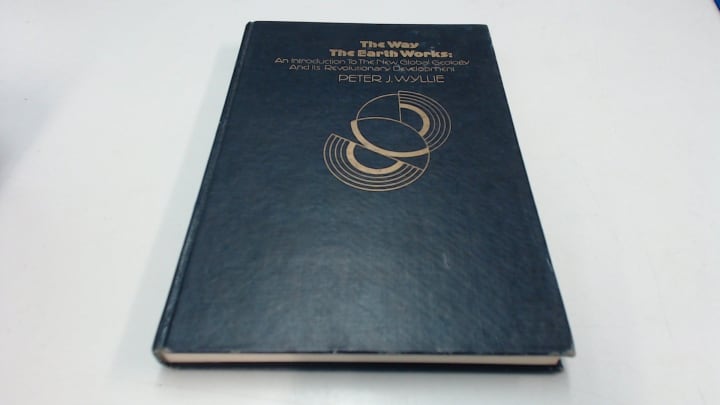 The Way
The Earth Works:
An Introduction To The New Global Geology
And Its Revolutionary Development
PETER J. WYLLIE